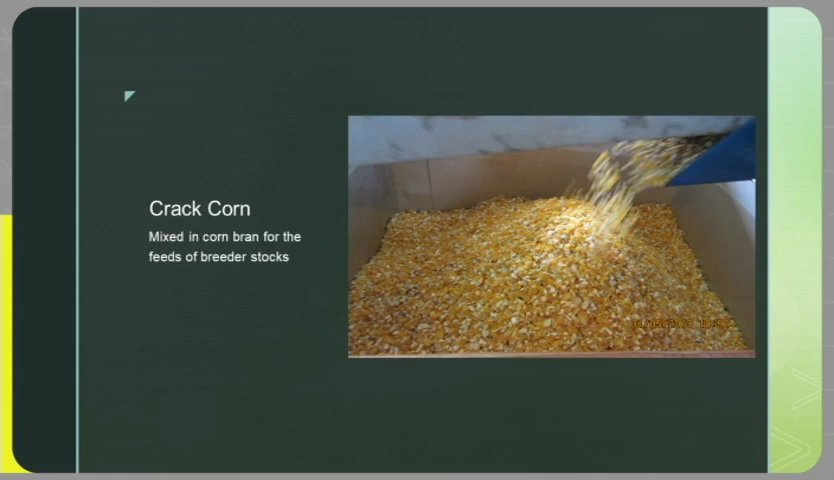 Crack Corn
Mixed in corn bran for the
feeds of breeder stocks